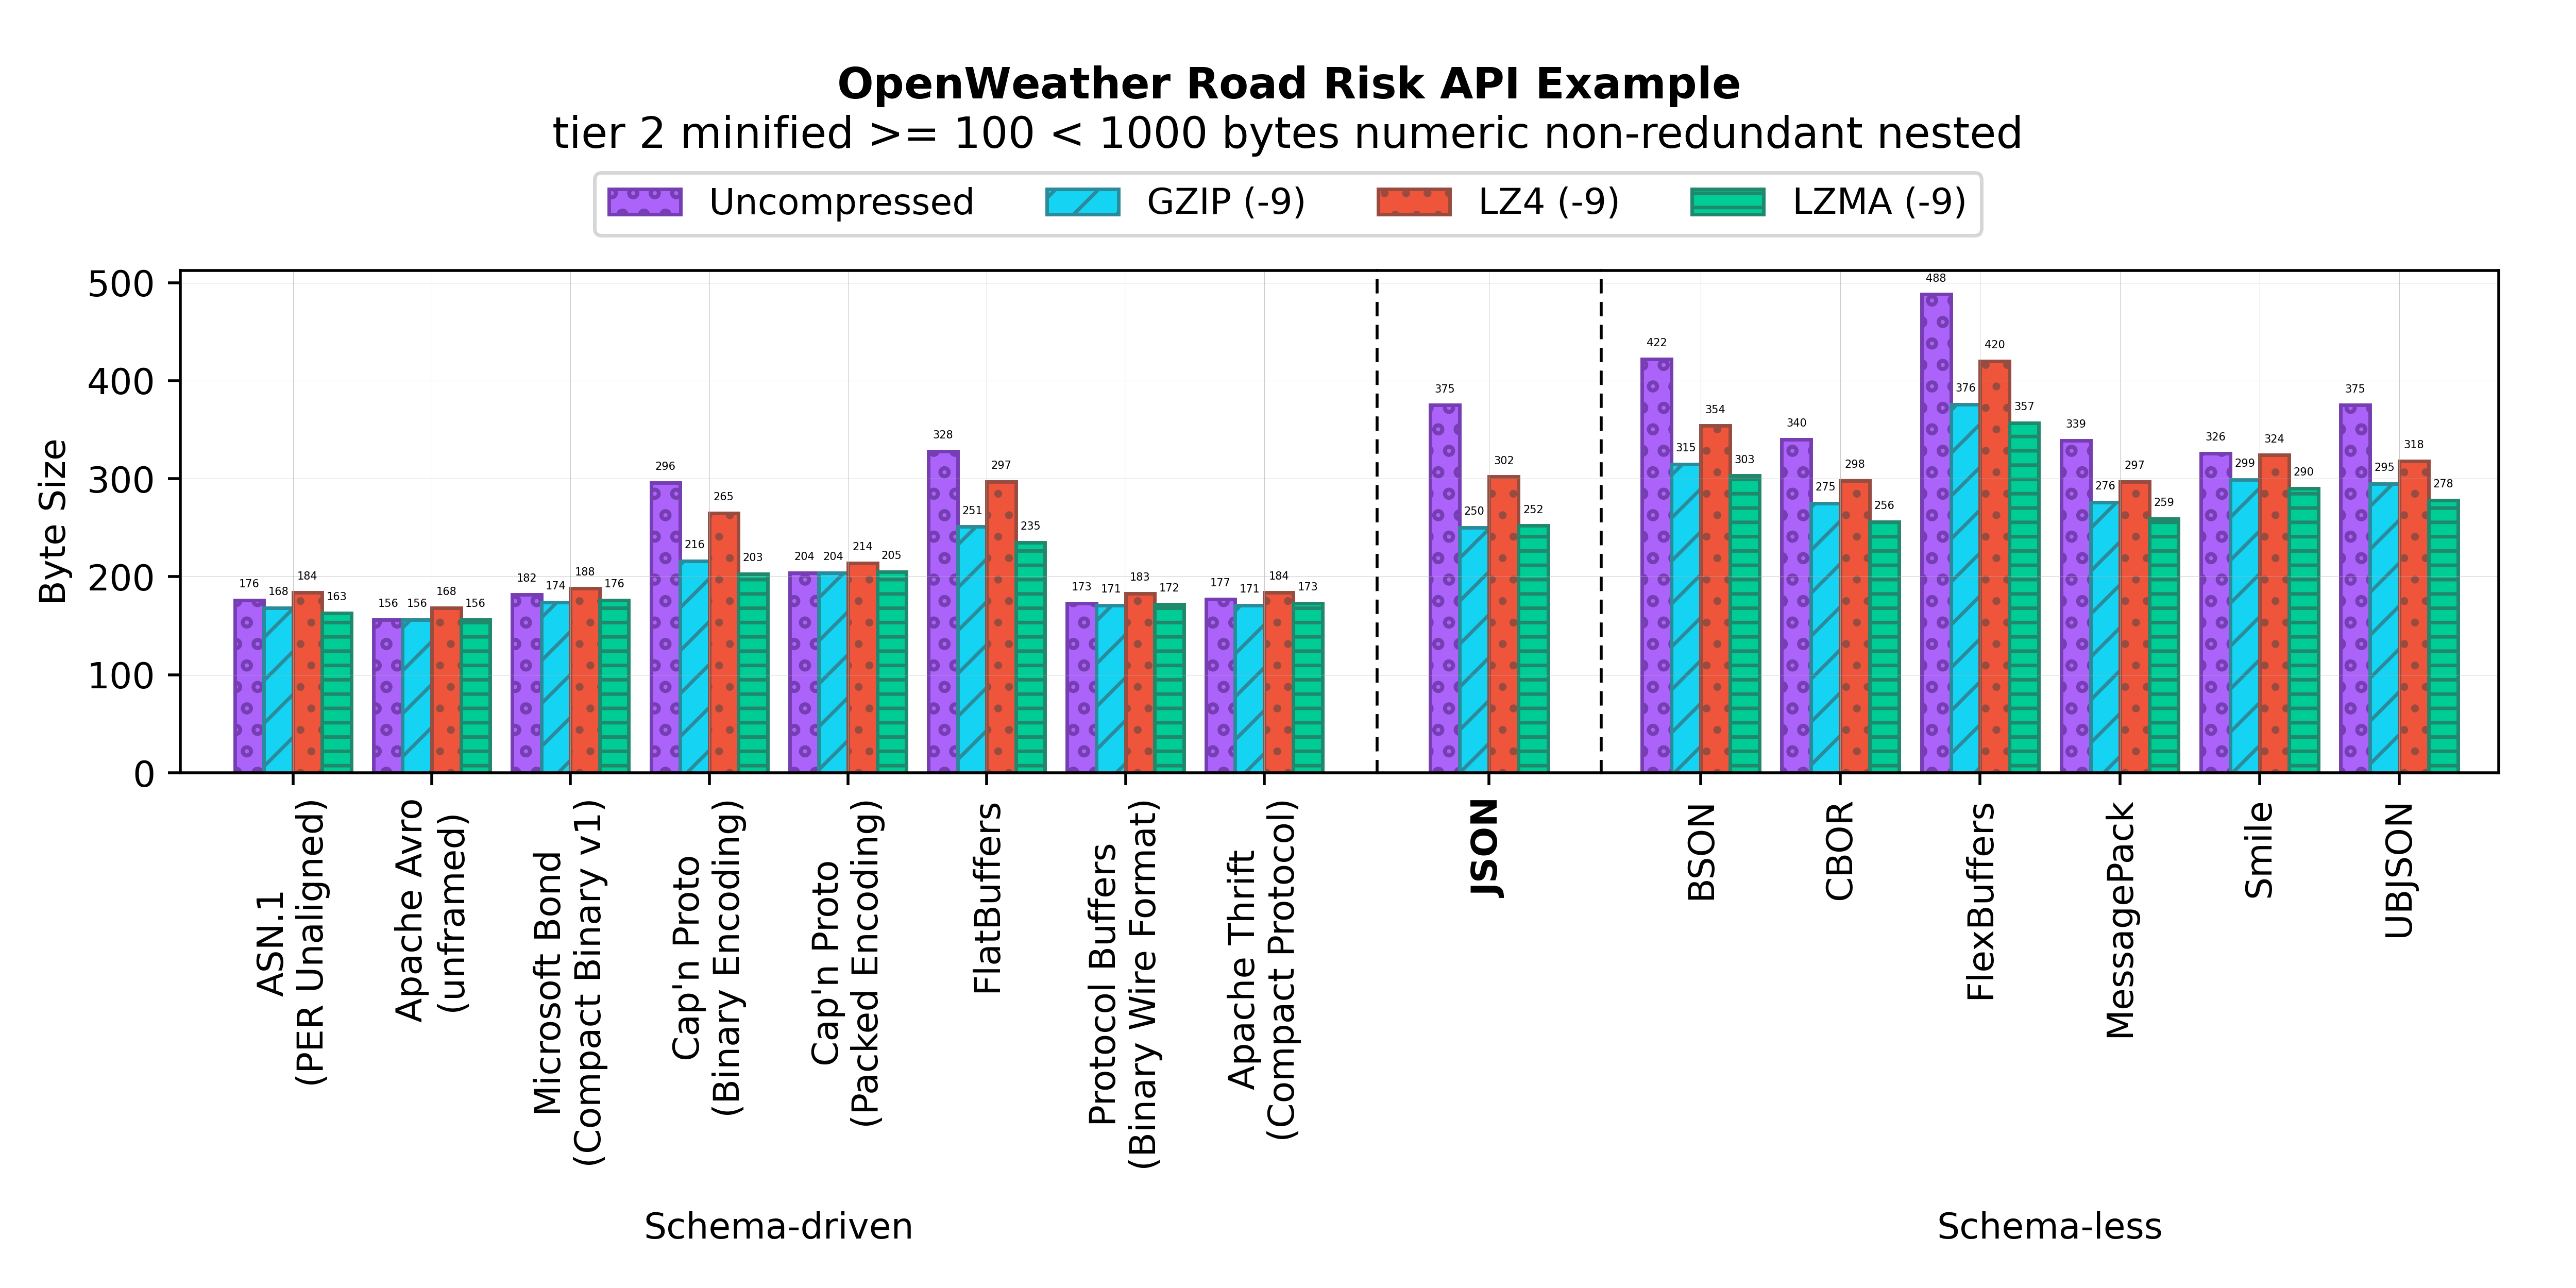 OpenWeather Road Risk API Example
tier 2 minified >= 100 < 1000 bytes numeric non-redundant nested
Uncompressed GZIP (-9) LZ4 (-9) LZMA (-9)
Byte Size
500
400
300
200
100
0
176 168 184 163
156 156 168 156
182 174 188 176
296 216 265 203
204 204 214 205
328 251 297 235
173 171 183 172
177 171 184 173
375 250 302 252
422 315 354 303
340 275 298 256
488 376 420 357
339 276 297 259
326 299 324 290
375 295 318 278
ASN.1
(PER Unaligned)
Apache Avro
(unframed)
Microsoft Bond
(Compact Binary v1)
Cap'n Proto
(Binary Encoding)
Cap'n Proto
(Packed Encoding)
FlatBuffers
Protocol Buffers
(Binary Wire Format)
Apache Thrift
(Compact Protocol)
JSON
BSON
CBOR
FlexBuffers
MessagePack
Smile
UBJSON
Schema-driven
Schema-less